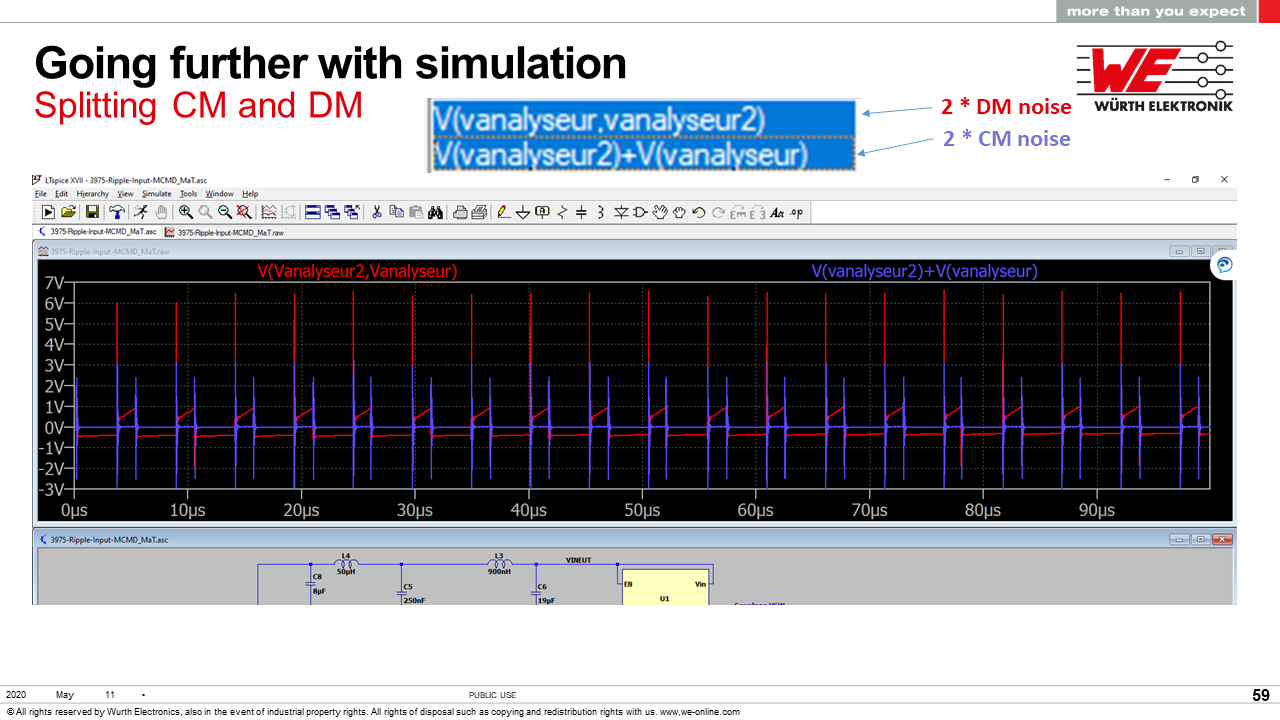 more than you expect
Going further with simulation
Splitting CM and DM
WE
WÜRTH ELEKTRONIK
V(vanalyseur,vanalyseur2)
V(vanalyseur2)+V(vanalyseur)
2 * DM noise
2 * CM noise
LTspice XVII - 3975-Ripple-Input-MCMD_MaT.asc
File Edit Hierarchy View Simulate Tools Window Help
3975-Ripple-Input-MCMD_MaT.asc 3975-Ripple-Input-MCMD_MaT.raw
3975-Ripple-Input-MCMD_MaT.raw
V(Vanalyseur2,Vanalyseur) V(vanalyseur2)+V(vanalyseur)
7V
6V
5V
4V
3V
2V
1V
0V
-1V
-2V
-3V
0µs 10µs 20µs 30µs 40µs 50µs 60µs 70µs 80µs 90µs
3975-Ripple-Input-MCMD_MaT.asc
L4
50µH
L3
900nH
VINEUT
C8
8µF
C5
250nF
C6
19µF
EN Vin
U1
2020 May 11 • PUBLIC USE 59
© All rights reserved by Wurth Electronics, also in the event of industrial property rights. All rights of disposal such as copying and redistribution rights with us. www,we-online.com